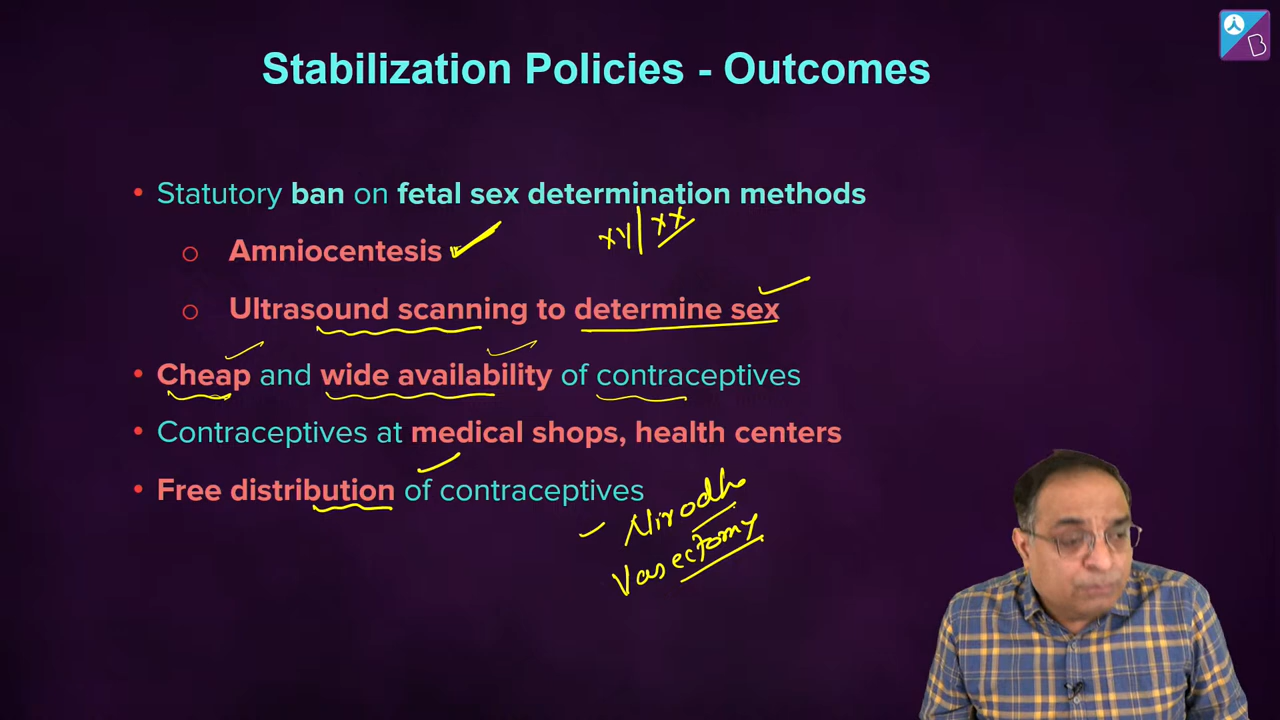 Stabilization Policies - Outcomes
• Statutory ban on fetal sex determination methods
xy | xx
o Amniocentesis
o Ultrasound scanning to determine sex
• Cheap and wide availability of contraceptives
• Contraceptives at medical shops, health centers
• Free distribution of contraceptives
Nirodh
Vasectomy
B